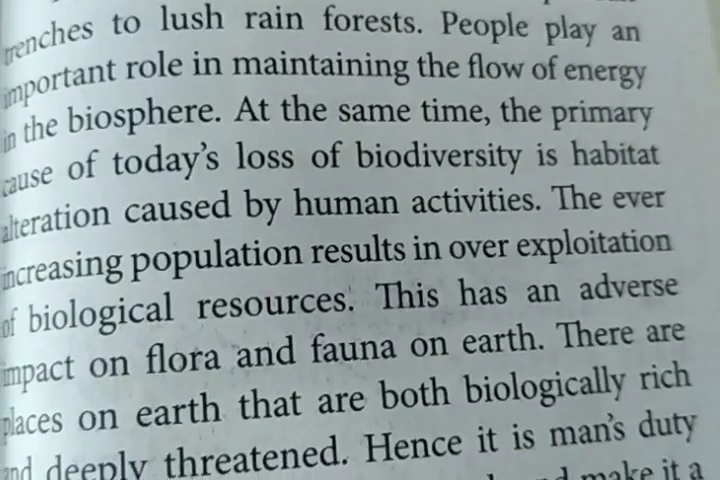 trenches to lush rain forests. People play an
important role in maintaining the flow of energy
in the biosphere. At the same time, the primary
cause of today's loss of biodiversity is habitat
alteration caused by human activities. The ever
increasing population results in over exploitation
of biological resources. This has an adverse
impact on flora and fauna on earth. There are
places on earth that are both biologically rich
and deeply threatened. Hence it is man's duty
make it a